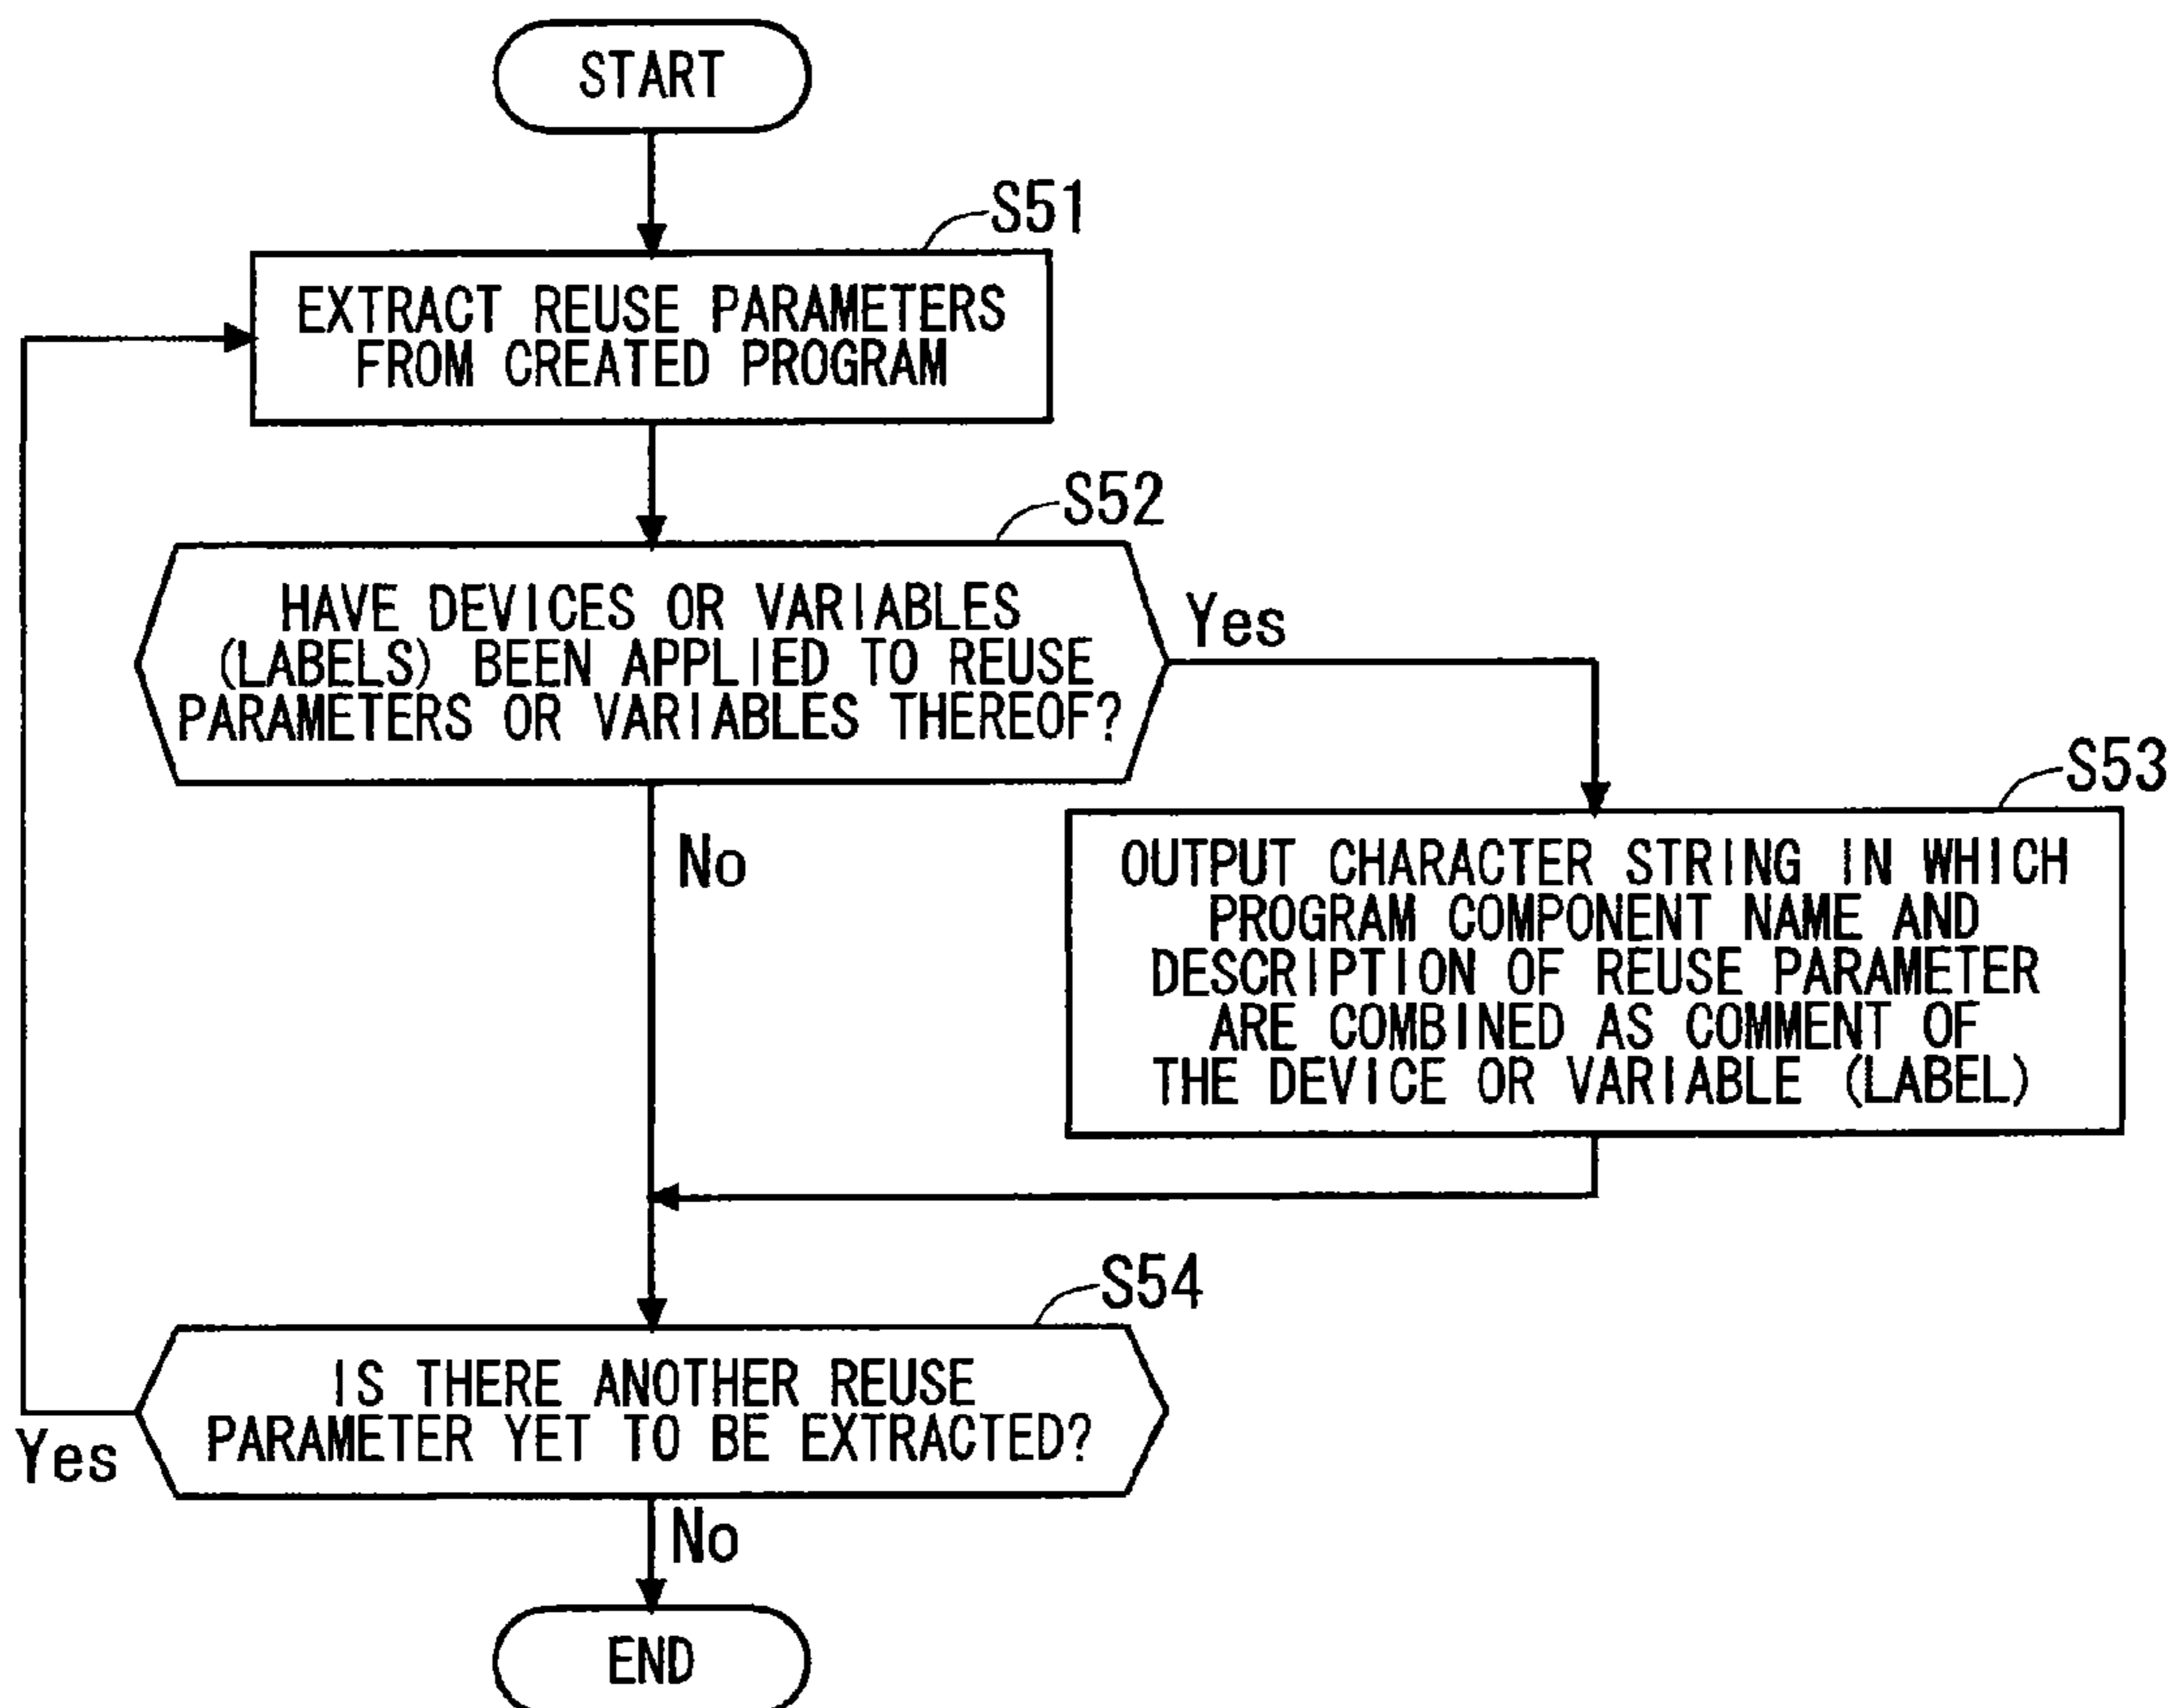 START
S51
EXTRACT REUSE PARAMETERS
FROM CREATED PROGRAM
S52
HAVE DEVICES OR VARIABLES
(LABELS) BEEN APPLIED TO REUSE
PARAMETERS OR VARIABLES THEREOF?
Yes
No
S53
OUTPUT CHARACTER STRING IN WHICH
PROGRAM COMPONENT NAME AND
DESCRIPTION OF REUSE PARAMETER
ARE COMBINED AS COMMENT OF
THE DEVICE OR VARIABLE (LABEL)
S54
IS THERE ANOTHER REUSE
PARAMETER YET TO BE EXTRACTED?
Yes
No
END